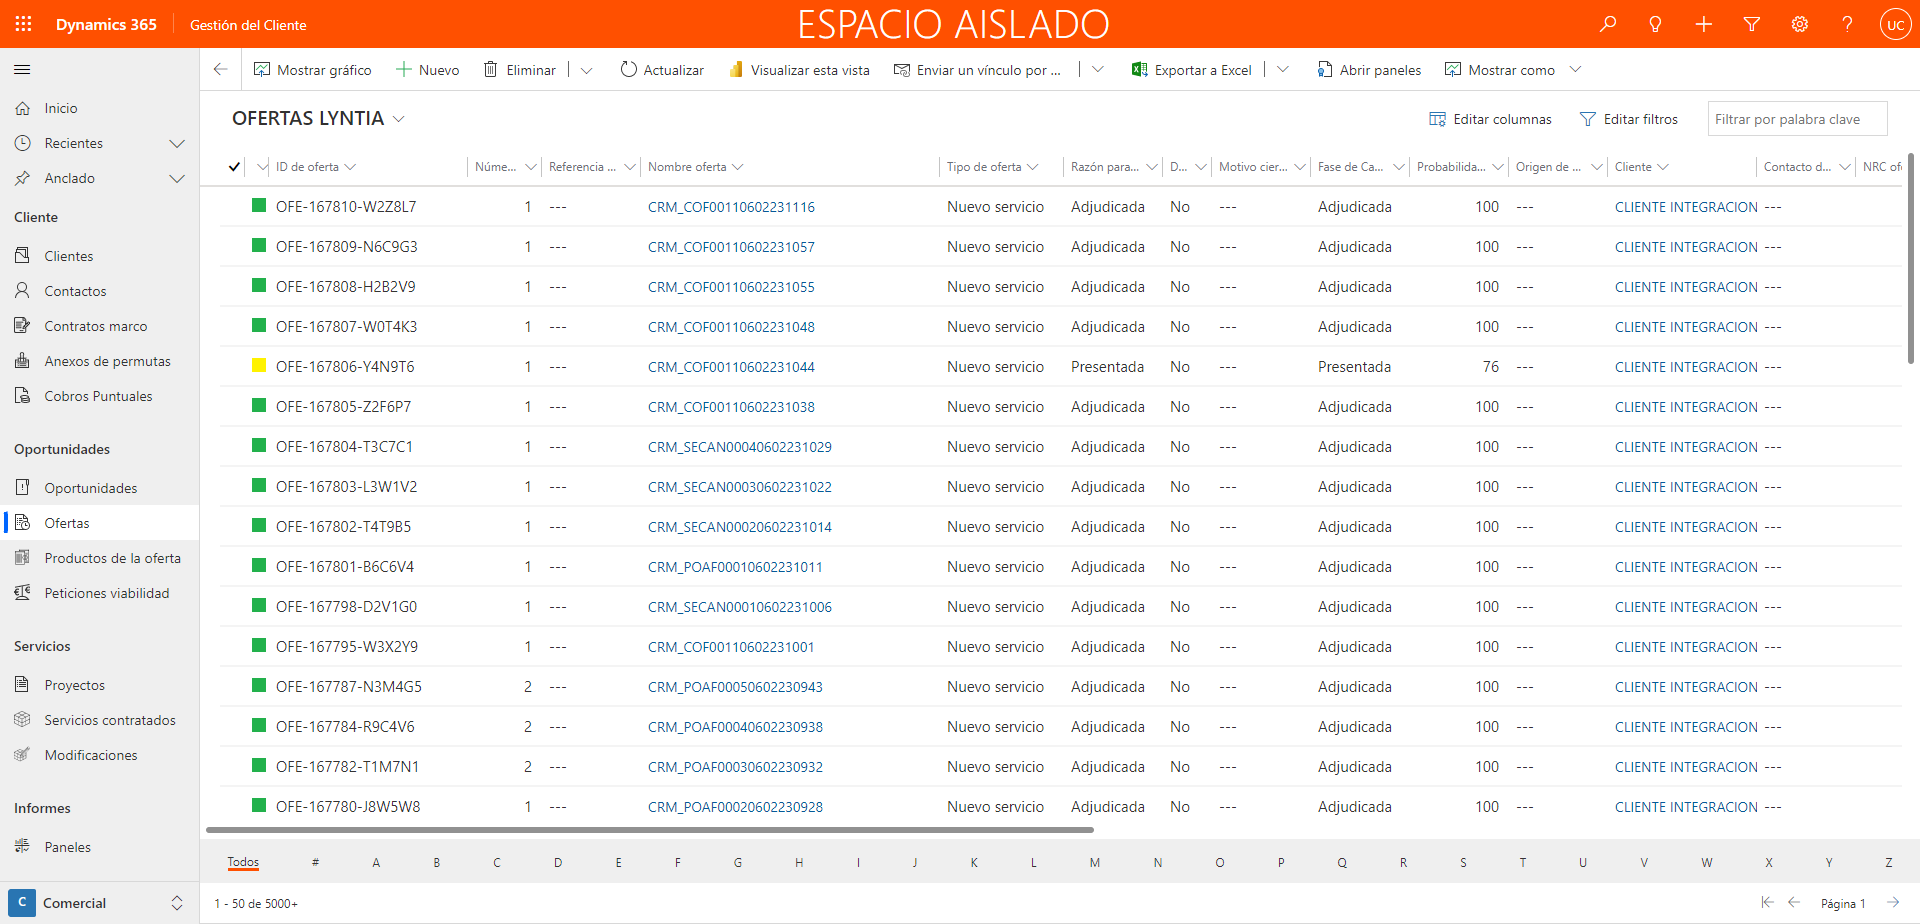 Dynamics 365 Gestión del Cliente ESPACIO AISLADO UC
Mostrar gráfico Nuevo Eliminar Actualizar Visualizar esta vista Enviar un vínculo por ... Exportar a Excel Abrir paneles Mostrar como
Inicio
Recientes
Anclado
Cliente
Clientes
Contactos
Contratos marco
Anexos de permutas
Cobros Puntuales
Oportunidades
Oportunidades
Ofertas
Productos de la oferta
Peticiones viabilidad
Servicios
Proyectos
Servicios contratados
Modificaciones
Informes
Paneles
C Comercial
OFERTAS LYNTIA Editar columnas Editar filtros Filtrar por palabra clave
ID de oferta Núme... Referencia ... Nombre oferta Tipo de oferta Razón para... D... Motivo cier... Fase de Ca... Probabilida... Origen de ... Cliente Contacto d... NRC of
OFE-167810-W2Z8L7 1 --- CRM_COF00110602231116 Nuevo servicio Adjudicada No --- Adjudicada 100 --- CLIENTE INTEGRACION ---
OFE-167809-N6C9G3 1 --- CRM_COF00110602231057 Nuevo servicio Adjudicada No --- Adjudicada 100 --- CLIENTE INTEGRACION ---
OFE-167808-H2B2V9 1 --- CRM_COF00110602231055 Nuevo servicio Adjudicada No --- Adjudicada 100 --- CLIENTE INTEGRACION ---
OFE-167807-W0T4K3 1 --- CRM_COF00110602231048 Nuevo servicio Adjudicada No --- Adjudicada 100 --- CLIENTE INTEGRACION ---
OFE-167806-Y4N9T6 1 --- CRM_COF00110602231044 Nuevo servicio Presentada No --- Presentada 76 --- CLIENTE INTEGRACION ---
OFE-167805-Z2F6P7 1 --- CRM_COF00110602231038 Nuevo servicio Adjudicada No --- Adjudicada 100 --- CLIENTE INTEGRACION ---
OFE-167804-T3C7C1 1 --- CRM_SECAN00040602231029 Nuevo servicio Adjudicada No --- Adjudicada 100 --- CLIENTE INTEGRACION ---
OFE-167803-L3W1V2 1 --- CRM_SECAN00030602231022 Nuevo servicio Adjudicada No --- Adjudicada 100 --- CLIENTE INTEGRACION ---
OFE-167802-T4T9B5 1 --- CRM_SECAN00020602231014 Nuevo servicio Adjudicada No --- Adjudicada 100 --- CLIENTE INTEGRACION ---
OFE-167801-B6C6V4 1 --- CRM_POAF00010602231011 Nuevo servicio Adjudicada No --- Adjudicada 100 --- CLIENTE INTEGRACION ---
OFE-167798-D2V1G0 1 --- CRM_SECAN00010602231006 Nuevo servicio Adjudicada No --- Adjudicada 100 --- CLIENTE INTEGRACION ---
OFE-167795-W3X2Y9 1 --- CRM_COF00110602231001 Nuevo servicio Adjudicada No --- Adjudicada 100 --- CLIENTE INTEGRACION ---
OFE-167787-N3M4G5 2 --- CRM_POAF00050602230943 Nuevo servicio Adjudicada No --- Adjudicada 100 --- CLIENTE INTEGRACION ---
OFE-167784-R9C4V6 2 --- CRM_POAF00040602230938 Nuevo servicio Adjudicada No --- Adjudicada 100 --- CLIENTE INTEGRACION ---
OFE-167782-T1M7N1 2 --- CRM_POAF00030602230932 Nuevo servicio Adjudicada No --- Adjudicada 100 --- CLIENTE INTEGRACION ---
OFE-167780-J8W5W8 1 --- CRM_POAF00020602230928 Nuevo servicio Adjudicada No --- Adjudicada 100 --- CLIENTE INTEGRACION ---
Todos # A B C D E F G H I J K L M N O P Q R S T U V W X Y Z
1 - 50 de 5000+ Página 1